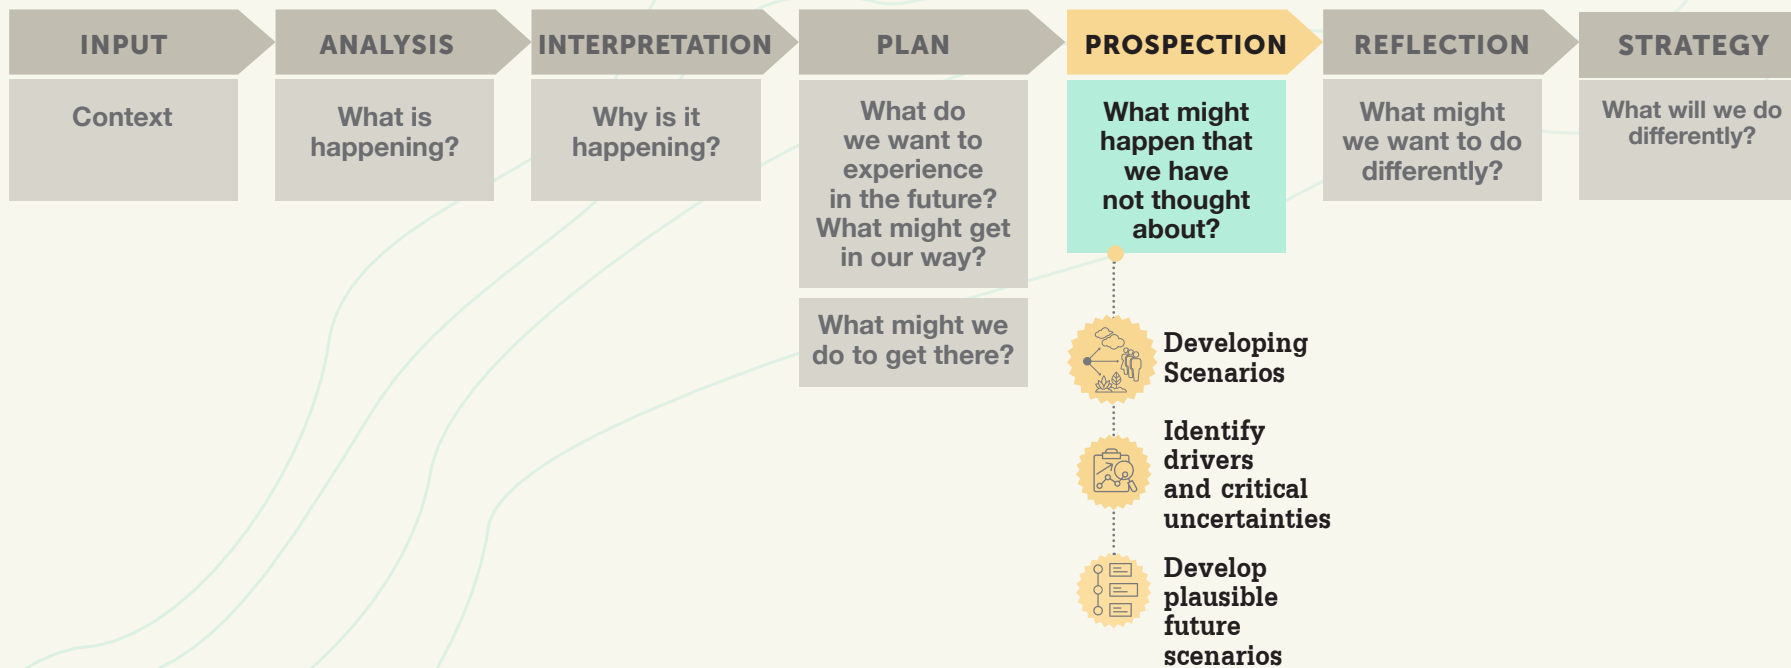 INPUT
ANALYSIS
INTERPRETATION
PLAN
PROSPECTION
REFLECTION
STRATEGY
Context
What is
happening?
Why is it
happening?
What do
we want to
experience
in the future?
What might get
in our way?
What might we
do to get there?
What might
happen that
we have
not thought
about?
What might
we want to do
differently?
What will we do
differently?
Developing
Scenarios
Identify
drivers
and critical
uncertainties
Develop
plausible
future
scenarios